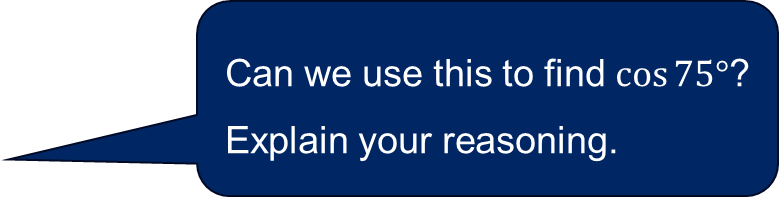 Can we use this to find cos 75°?
Explain your reasoning.